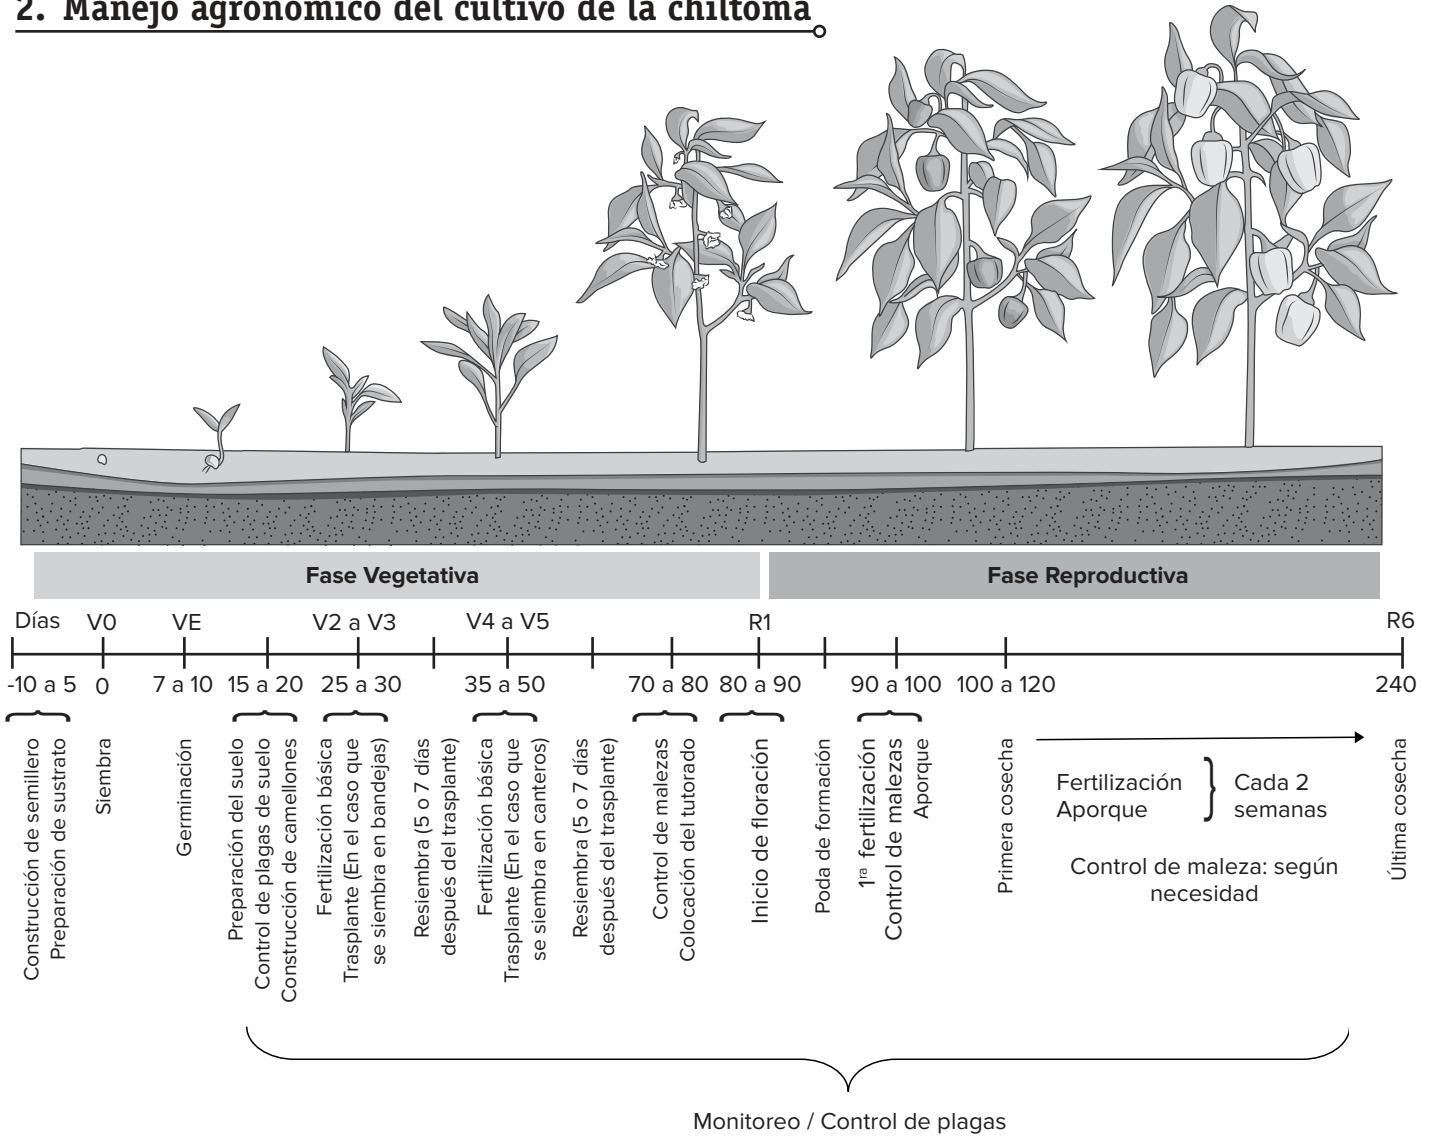 2. Manejo agronómico del cultivo de la chiltoma
Fase Vegetativa
Fase Reproductiva
Días
V0
VE
V2 a V3
V4 a V5
R1
R6
-10 a 5
0
7 a 10
15 a 20
25 a 30
35 a 50
70 a 80
80 a 90
90 a 100
100 a 120
240
Construcción de semillero
Preparación de sustrato
Siembra
Germinación
Preparación del suelo
Control de plagas de suelo
Construcción de camellones
Fertilización básica
Trasplante (En el caso que
se siembra en bandejas)
Resiembra (5 o 7 días
después del trasplante)
Fertilización básica
Trasplante (En el caso que
se siembra en canteros)
Resiembra (5 o 7 días
después del trasplante)
Control de malezas
Colocación del tutorado
Inicio de floración
Poda de formación
1ra fertilización
Control de malezas
Aporque
Primera cosecha
Fertilización
Aporque
Cada 2
semanas
Control de maleza: según
necesidad
Última cosecha
Monitoreo / Control de plagas